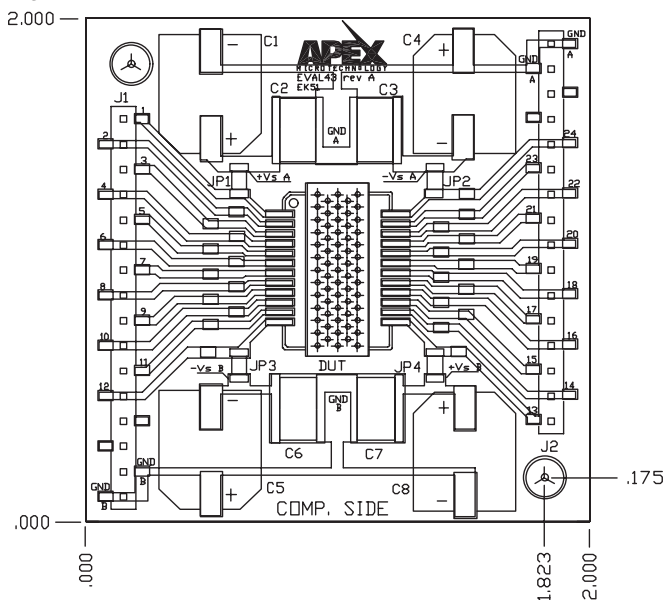 2.000
C1
APEX
MICROTECHNOLOGY
EVAL43 rev A
EK51
C4
GND
A
GND
A
J1
C2
C3
GND
A
1
2
3
4
5
6
7
8
9
10
11
12
24
23
22
21
20
19
18
17
16
15
14
13
JP1
+Vs A
-Vs A
JP2
-Vs B
JP3
DUT
JP4
+Vs B
GND
B
C6
C7
C5
C8
J2
GND
B
GND
B
COMP. SIDE
.175
.000
.000
1.823
2.000